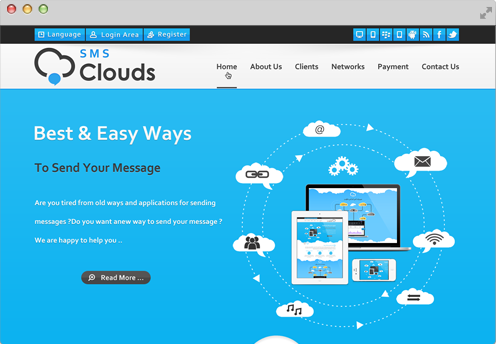 Language Login Area Register
SMS
Clouds
Home About Us Clients Networks Payment Contact Us
Best & Easy Ways
To Send Your Message
Are you tired from old ways and applications for sending
messages ?Do you want anew way to send your message ?
We are happy to help you ..
Read More ...
@